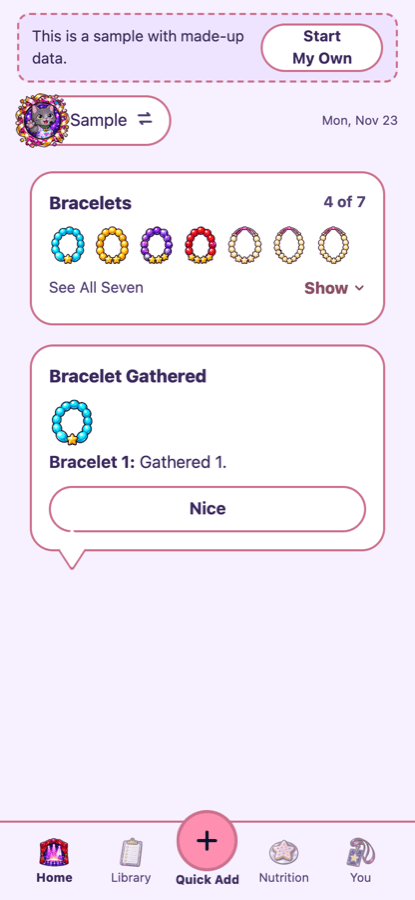 This is a sample with made-up
data.
Start
My Own
Sample
Mon, Nov 23
Bracelets
4 of 7
See All Seven
Show
Bracelet Gathered
Bracelet 1: Gathered 1.
Nice
Home
Library
Quick Add
Nutrition
You